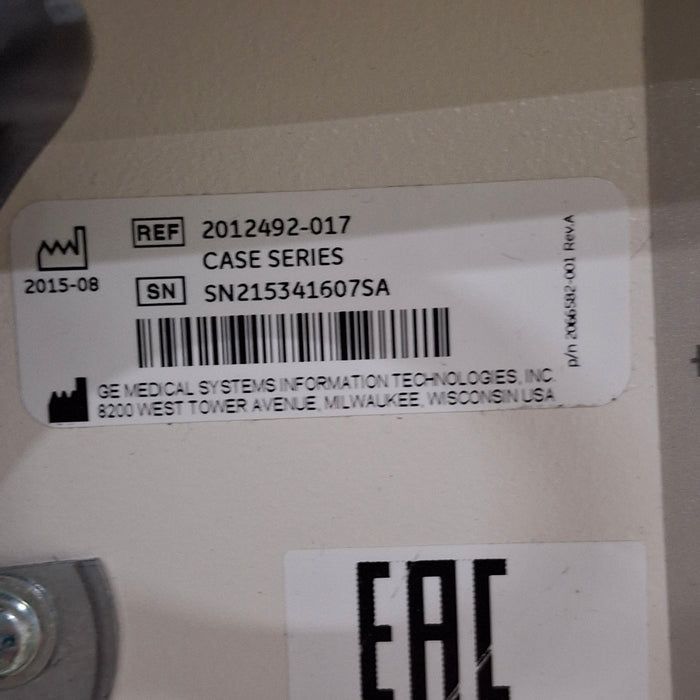 REF 2012492-017
CASE SERIES
2015-08
SN SN215341607SA
p/n 2066582-001 Rev.A
GE MEDICAL SYSTEMS INFORMATION TECHNOLOGIES, INC.
8200 WEST TOWER AVENUE, MILWAUKEE, WISCONSIN USA
EAC